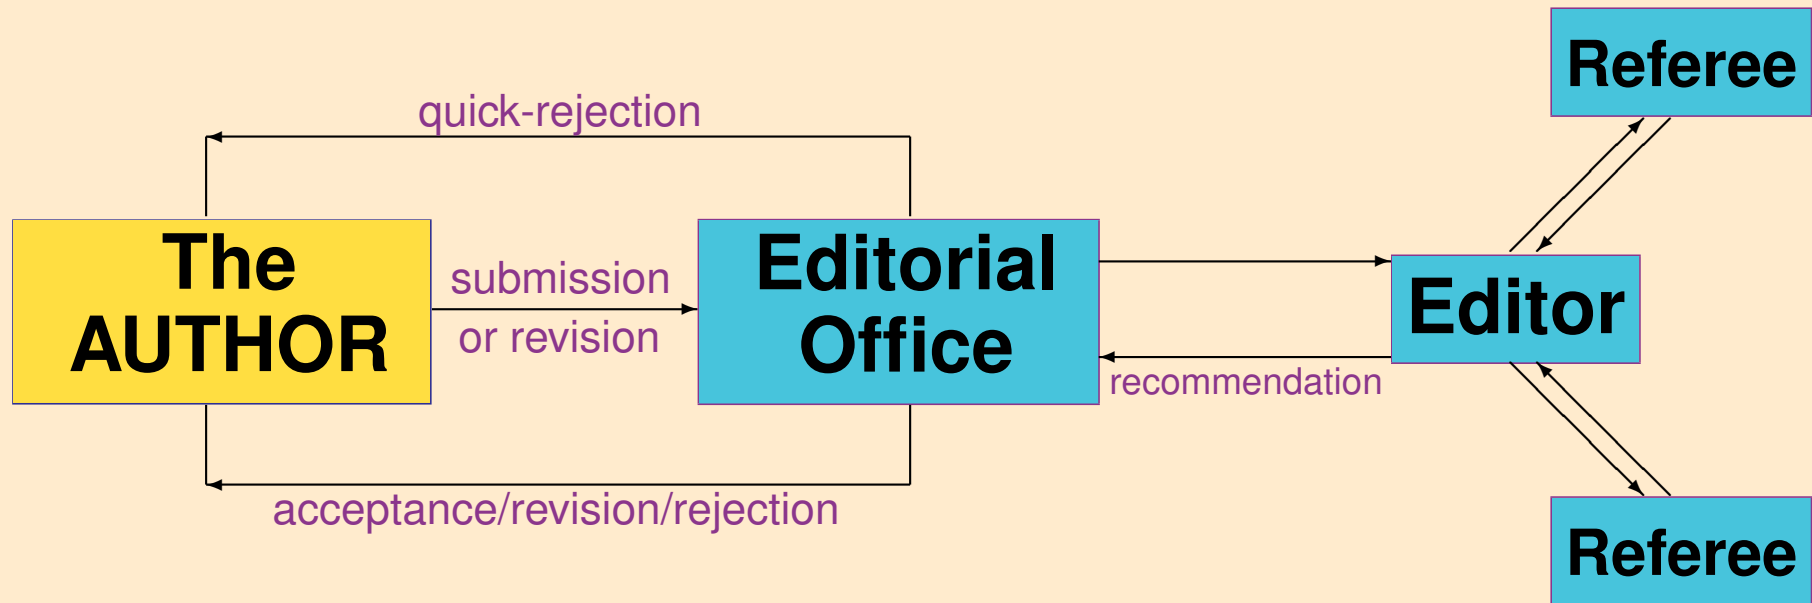 Referee
quick-rejection
The
AUTHOR
submission
or revision
Editorial
Office
Editor
recommendation
acceptance/revision/rejection
Referee